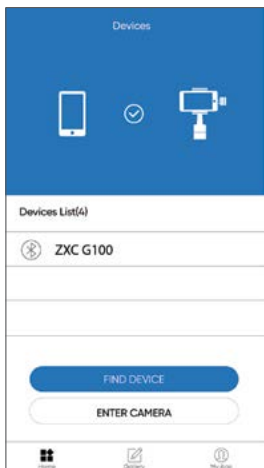 Devices
Devices List(4)
ZXC G100
FIND DEVICE
ENTER CAMERA
Home